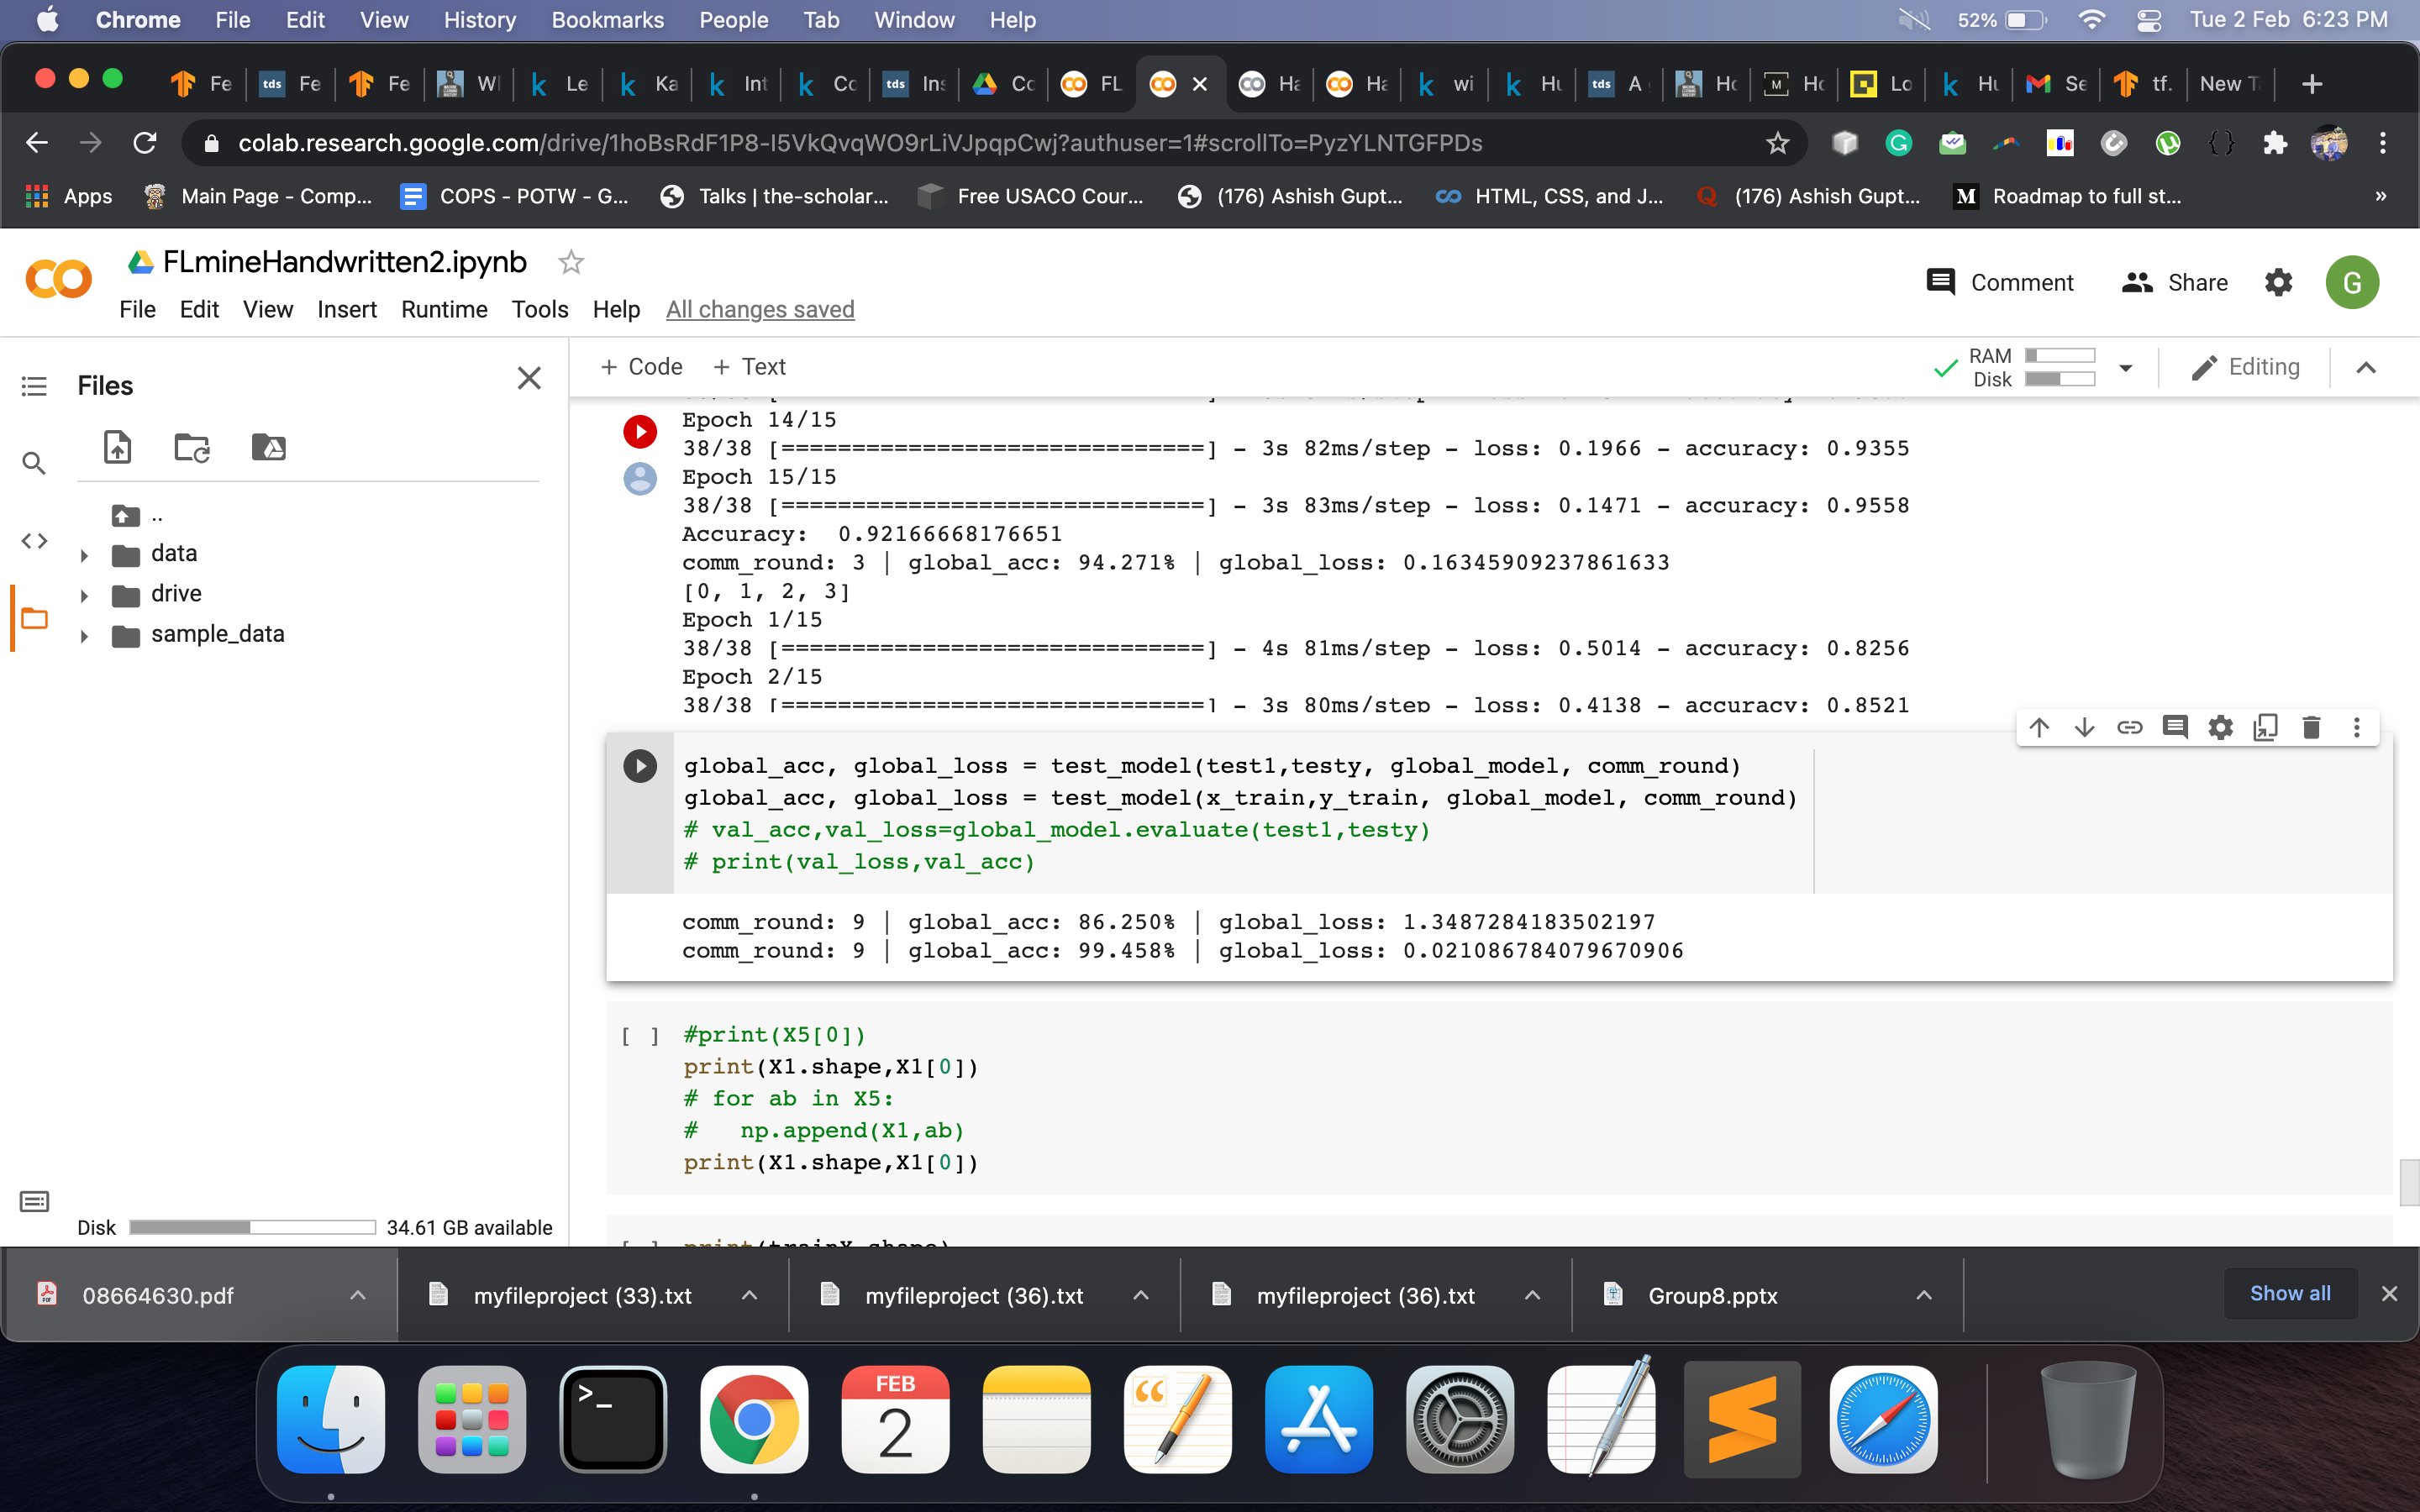 Chrome File Edit View History Bookmarks People Tab Window Help 52% Tue 2 Feb 6:23 PM
Fe tds Fe Fe WI Le Ka Int Cc tds Ins Cc FL Ha Ha wi Hu tds A Hc M Hc Lo Hu Se tf. New T
colab.research.google.com/drive/1hoBsRdF1P8-I5VkQvqWO9rLiVJpqpCwj?authuser=1#scrollTo=PyzYLNTGFPDs
Apps Main Page - Comp... COPS - POTW - G... Talks | the-scholar... Free USACO Cour... (176) Ashish Gupt... HTML, CSS, and J... (176) Ashish Gupt... Roadmap to full st... »
FLmineHandwritten2.ipynb
Comment Share G
File Edit View Insert Runtime Tools Help All changes saved
Files
+ Code + Text RAM Disk Editing
..
data
drive
sample_data
Epoch 14/15
38/38 [==============================] - 3s 82ms/step - loss: 0.1966 - accuracy: 0.9355
Epoch 15/15
38/38 [==============================] - 3s 83ms/step - loss: 0.1471 - accuracy: 0.9558
Accuracy:  0.92166668176651
comm_round: 3 | global_acc: 94.271% | global_loss: 0.16345909237861633
[0, 1, 2, 3]
Epoch 1/15
38/38 [==============================] - 4s 81ms/step - loss: 0.5014 - accuracy: 0.8256
Epoch 2/15
38/38 [==============================] - 3s 80ms/step - loss: 0.4138 - accuracy: 0.8521
global_acc, global_loss = test_model(test1,testy, global_model, comm_round)
global_acc, global_loss = test_model(x_train,y_train, global_model, comm_round)
# val_acc,val_loss=global_model.evaluate(test1,testy)
# print(val_loss,val_acc)
comm_round: 9 | global_acc: 86.250% | global_loss: 1.3487284183502197
comm_round: 9 | global_acc: 99.458% | global_loss: 0.021086784079670906
[ ] #print(X5[0])
print(X1.shape,X1[0])
# for ab in X5:
#   np.append(X1,ab)
print(X1.shape,X1[0])
print(trainX.shape)
Disk 34.61 GB available
08664630.pdf myfileproject (33).txt myfileproject (36).txt myfileproject (36).txt Group8.pptx Show all
FEB
2